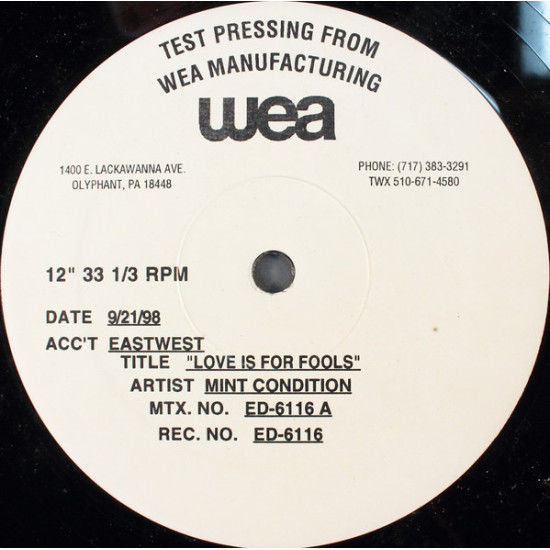 TEST PRESSING FROM
WEA MANUFACTURING
wea
1400 E. LACKAWANNA AVE.
OLYPHANT, PA 18448
PHONE: (717) 383-3291
TWX 510-671-4580
12" 33 1/3 RPM
DATE 9/21/98
ACC'T EASTWEST
TITLE "LOVE IS FOR FOOLS"
ARTIST MINT CONDITION
MTX. NO. ED-6116 A
REC. NO. ED-6116